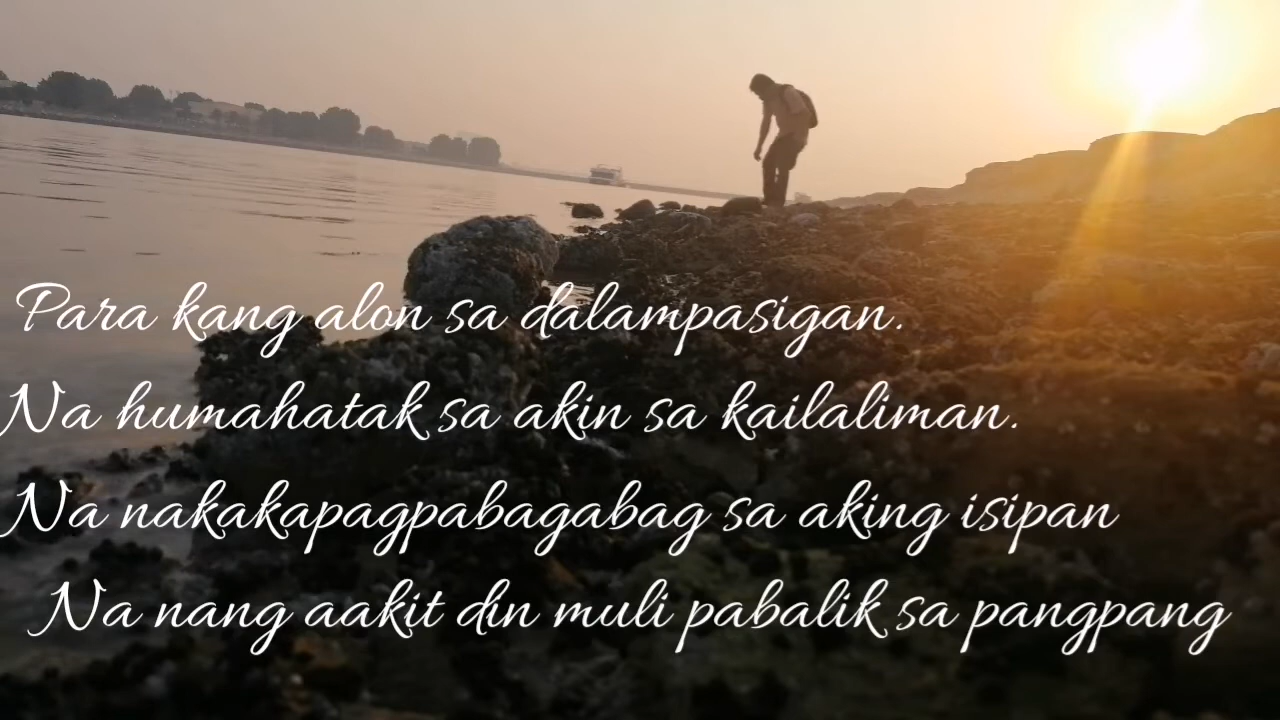 Para kang alon sa dalampasigan.
Na humahatak sa akin sa kailaliman.
Na nakakapagpabagabag sa aking isipan
Na nang aakit din muli pabalik sa pangpang